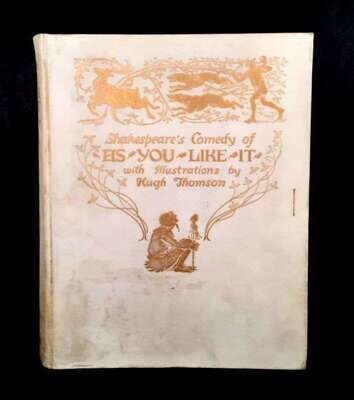 Shakespeare's Comedy of
AS·YOU·LIKE·IT·
with Illustrations by
Hugh Thomson